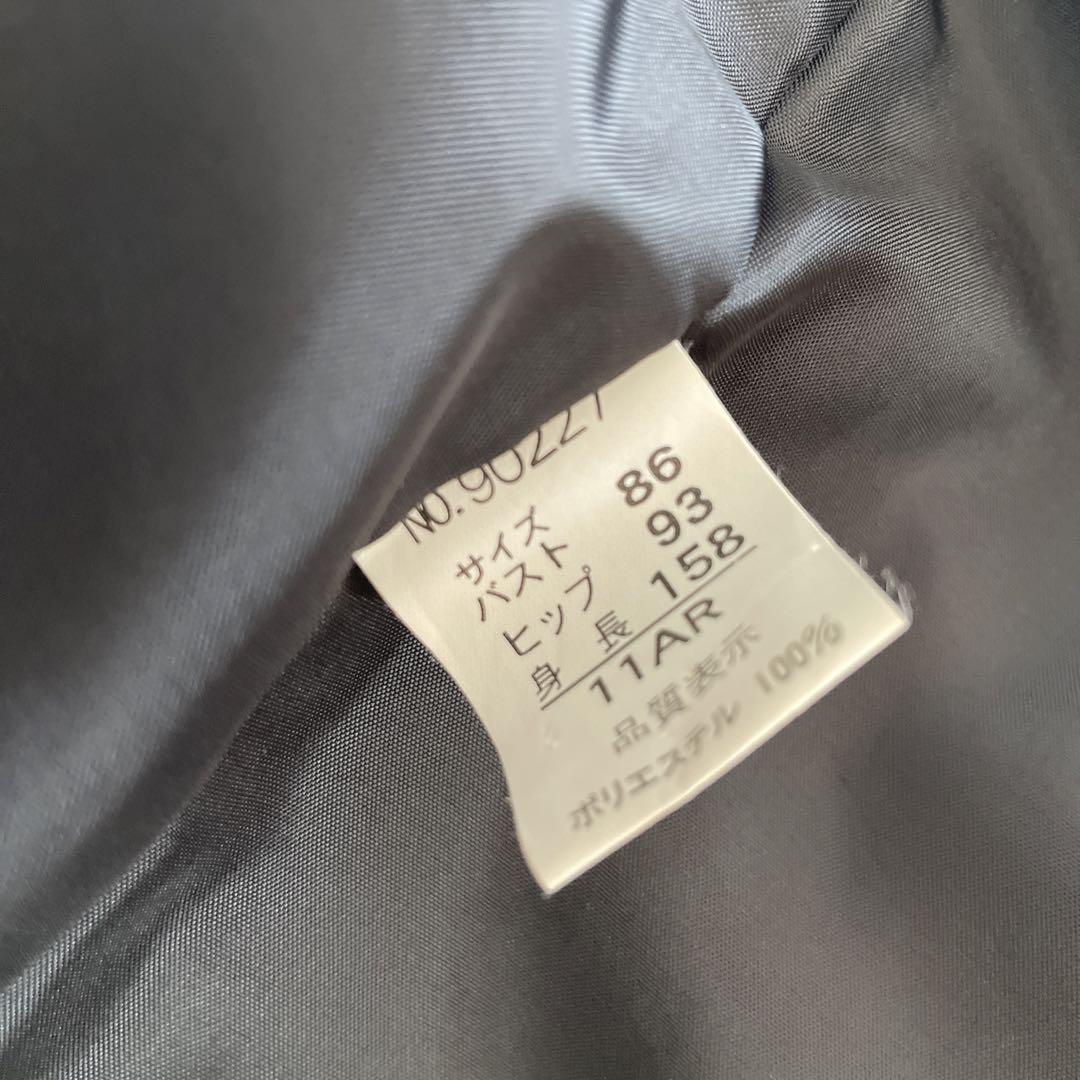 NO.90227
サイズ
バスト 86
ヒップ 93
身長 158
11AR
品質表示
ポリエステル 100%